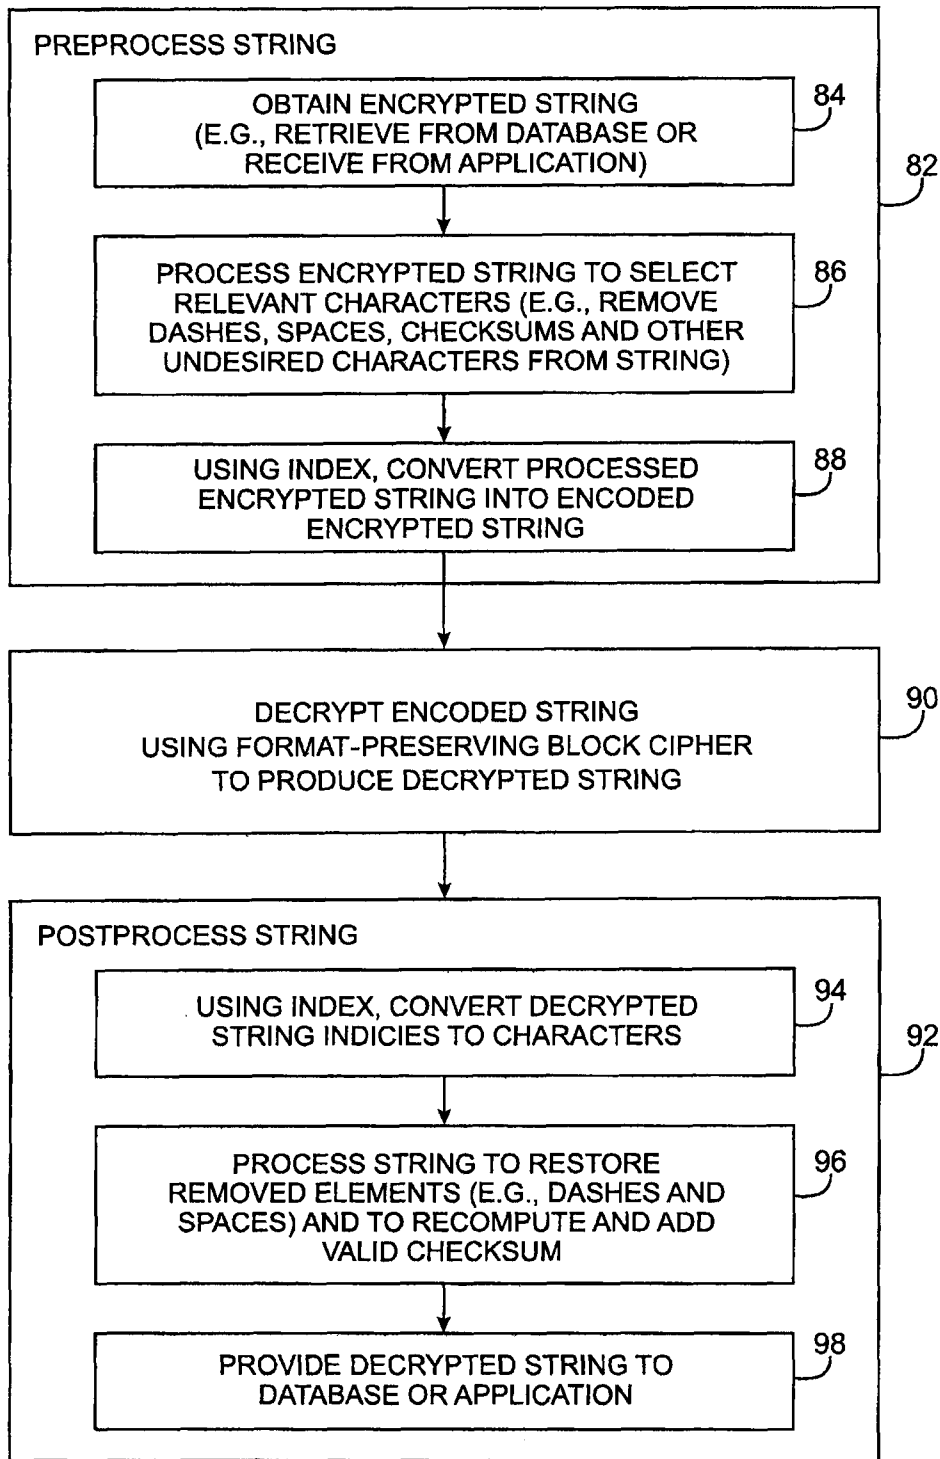 PREPROCESS STRING
OBTAIN ENCRYPTED STRING
(E.G., RETRIEVE FROM DATABASE OR
RECEIVE FROM APPLICATION)
84
82
PROCESS ENCRYPTED STRING TO SELECT
RELEVANT CHARACTERS (E.G., REMOVE
DASHES, SPACES, CHECKSUMS AND OTHER
UNDESIRED CHARACTERS FROM STRING)
86
USING INDEX, CONVERT PROCESSED
ENCRYPTED STRING INTO ENCODED
ENCRYPTED STRING
88
DECRYPT ENCODED STRING
USING FORMAT-PRESERVING BLOCK CIPHER
TO PRODUCE DECRYPTED STRING
90
POSTPROCESS STRING
USING INDEX, CONVERT DECRYPTED
STRING INDICIES TO CHARACTERS
94
92
PROCESS STRING TO RESTORE
REMOVED ELEMENTS (E.G., DASHES AND
SPACES) AND TO RECOMPUTE AND ADD
VALID CHECKSUM
96
PROVIDE DECRYPTED STRING TO
DATABASE OR APPLICATION
98